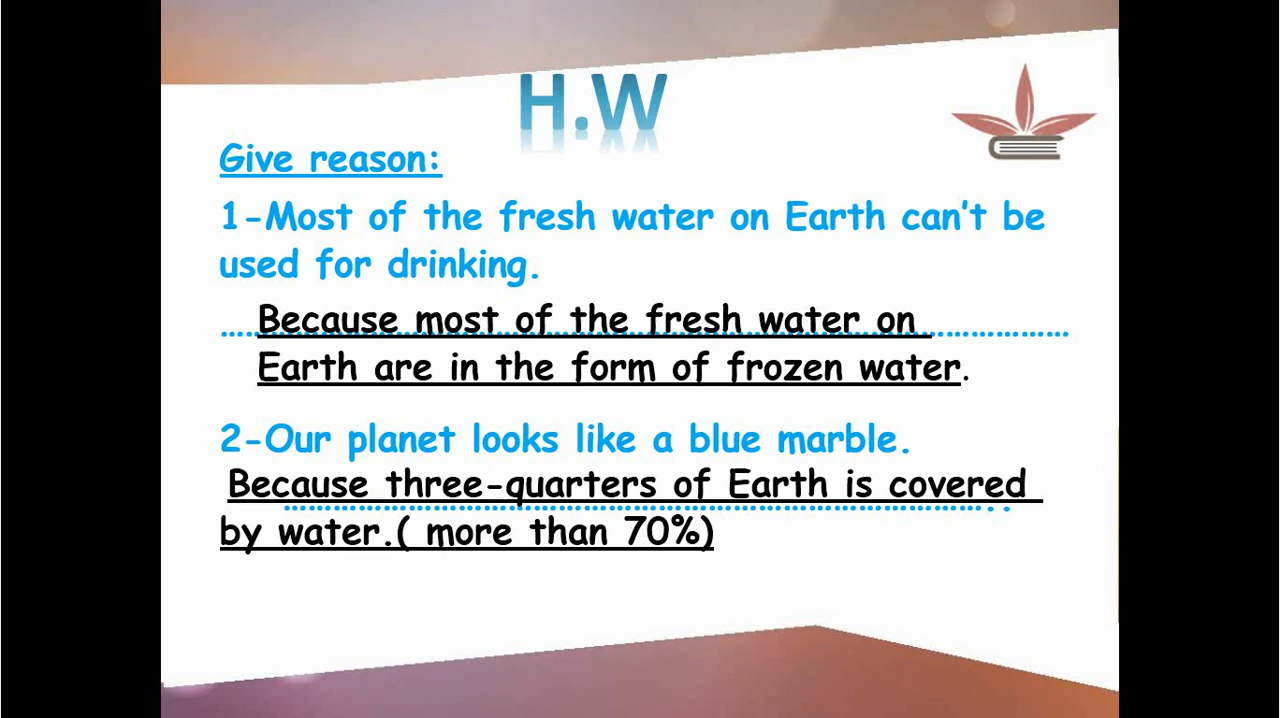 H.W
Give reason:
1-Most of the fresh water on Earth can't be
used for drinking.
Because most of the fresh water on
Earth are in the form of frozen water.
2-Our planet looks like a blue marble.
Because three-quarters of Earth is covered
by water.( more than 70%)